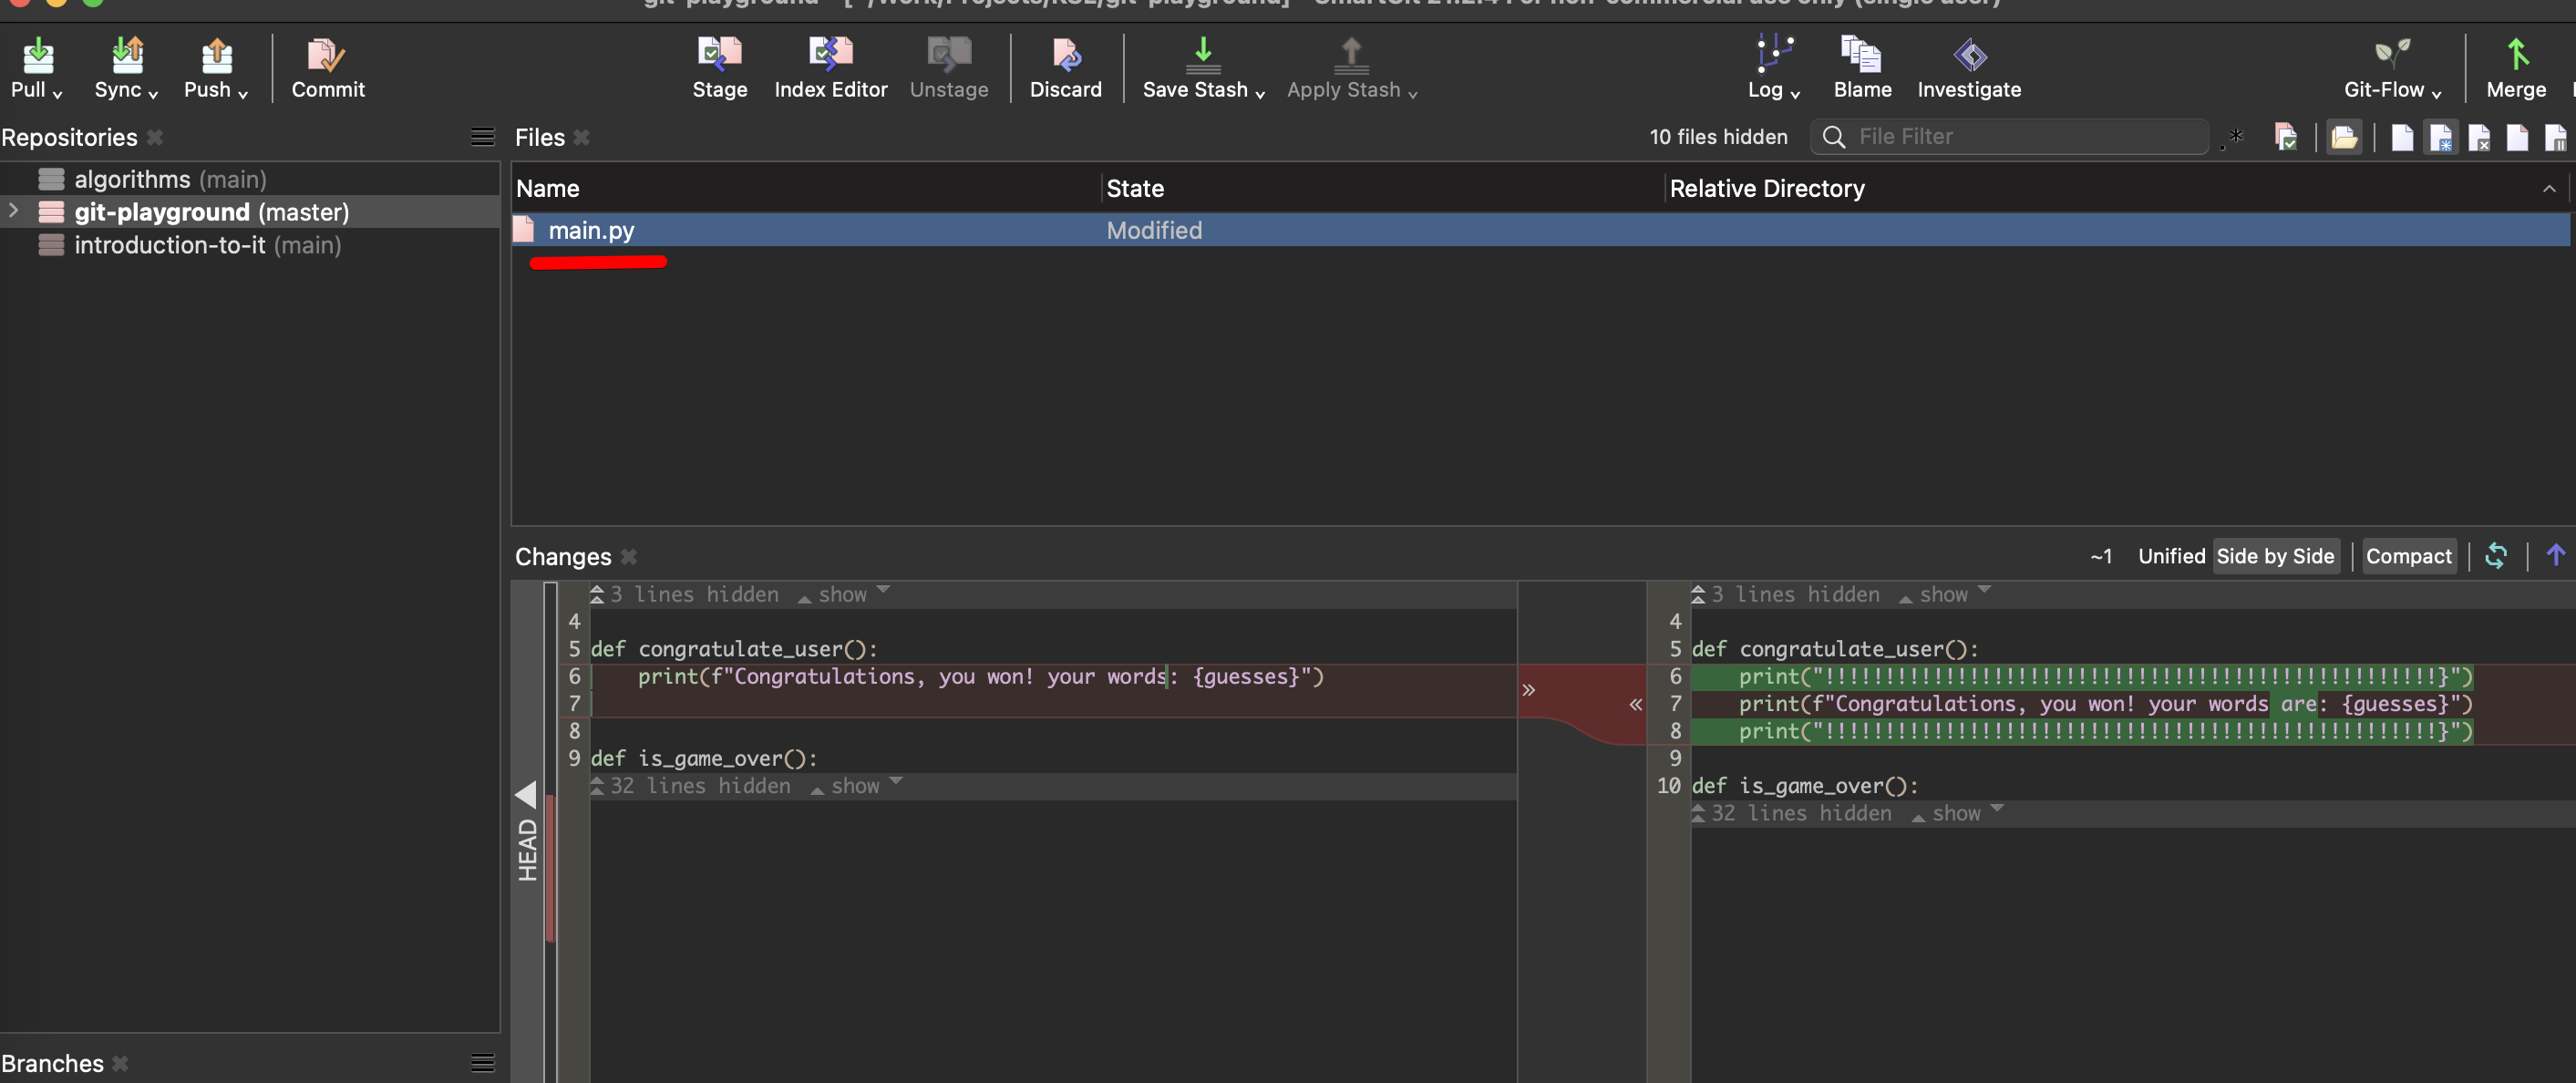 git-playground - [~/Work/Projects/KSE/git-playground] - SmartGit 21.2.4 For non-commercial use only (single user)
Pull Sync Push Commit Stage Index Editor Unstage Discard Save Stash Apply Stash Log Blame Investigate Git-Flow Merge
Repositories
Files 10 files hidden File Filter .*
algorithms (main)
git-playground (master)
introduction-to-it (main)
Name State Relative Directory
main.py Modified
Changes ~1 Unified Side by Side Compact
HEAD
3 lines hidden show
4
5 def congratulate_user():
6     print(f"Congratulations, you won! your words: {guesses}")
7
8
9 def is_game_over():
32 lines hidden show
3 lines hidden show
4
5 def congratulate_user():
6     print("!!!!!!!!!!!!!!!!!!!!!!!!!!!!!!!!!!!!!!!!!!!!!!!!!!!}")
7     print(f"Congratulations, you won! your words are: {guesses}")
8     print("!!!!!!!!!!!!!!!!!!!!!!!!!!!!!!!!!!!!!!!!!!!!!!!!!!!}")
9
10 def is_game_over():
32 lines hidden show
Branches